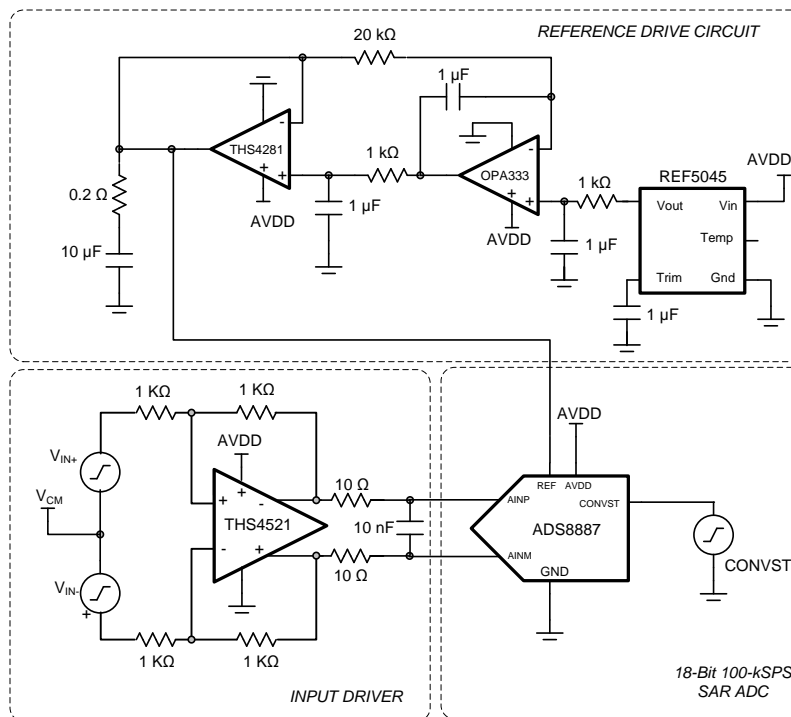 REFERENCE DRIVE CIRCUIT
20 kΩ
1 µF
-
THS4281
+
+
AVDD
0.2 Ω
10 µF
1 kΩ
1 µF
-
OPA333
+
+
AVDD
1 kΩ
1 µF
REF5045
AVDD
Vout
Vin
Temp
Trim
Gnd
1 µF
1 KΩ
1 KΩ
AVDD
VIN+
VCM
VIN-
+
+
+
-
THS4521
-
+
10 Ω
10 nF
10 Ω
1 KΩ
1 KΩ
INPUT DRIVER
AVDD
REF
AVDD
AINP
CONVST
ADS8887
AINM
GND
CONVST
18-Bit 100-kSPS
SAR ADC